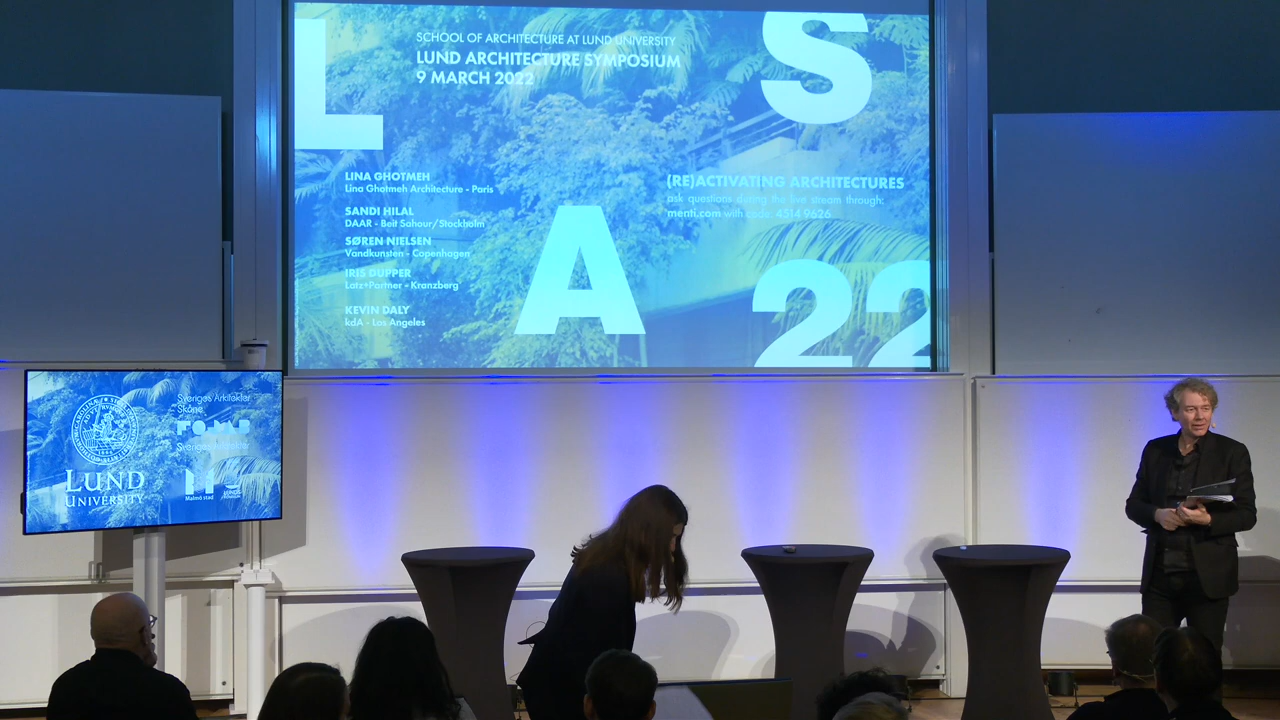 L
S
A
22
SCHOOL OF ARCHITECTURE AT LUND UNIVERSITY
LUND ARCHITECTURE SYMPOSIUM
9 MARCH 2022
LINA GHOTMEH
Lina Ghotmeh Architecture - Paris
SANDI HILAL
DAAR - Beit Sahour/Stockholm
SØREN NIELSEN
Vandkunsten - Copenhagen
IRIS DUPPER
Latz+Partner - Kranzberg
KEVIN DALY
kdA - Los Angeles
(RE)ACTIVATING ARCHITECTURES
ask questions during the live stream through:
menti.com with code: 4514 9626
LUND
UNIVERSITY
Sveriges Arkitekter
Skåne
Malmö stad